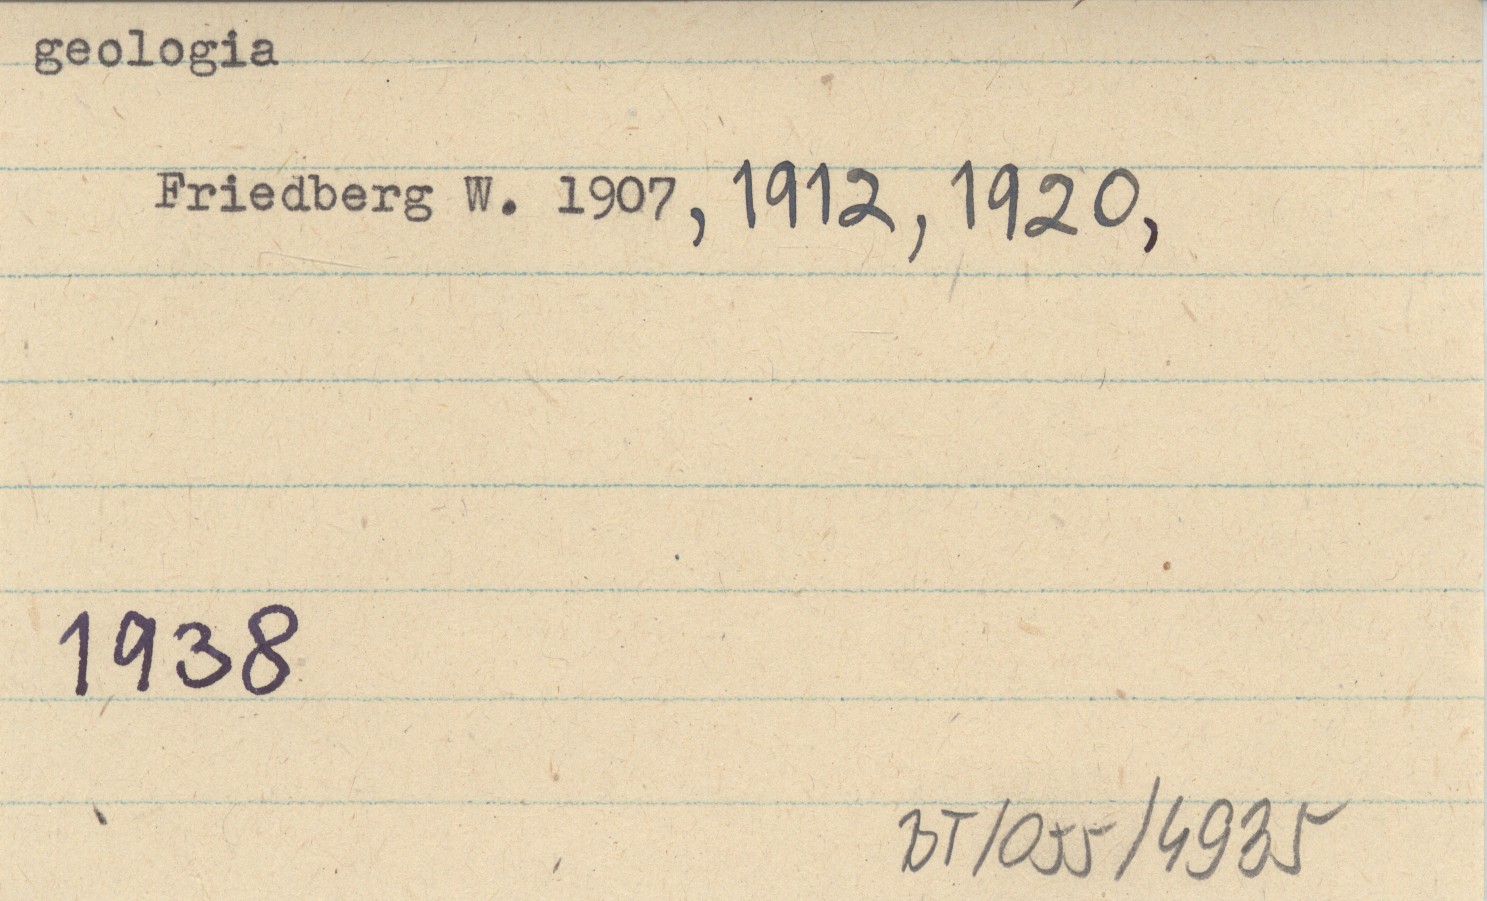 geologia
Friedberg W. 1907, 1912, 1920,
1938
BT/055/4935